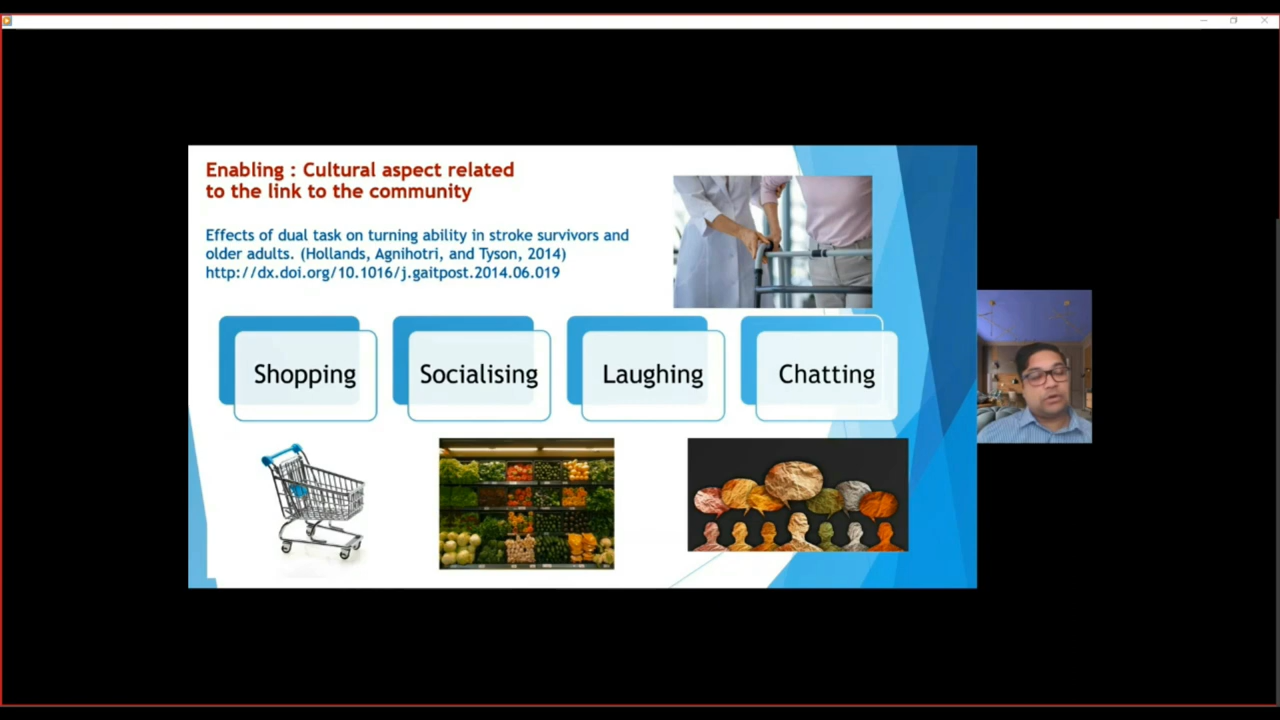 Enabling : Cultural aspect related
to the link to the community
Effects of dual task on turning ability in stroke survivors and
older adults. (Hollands, Agnihotri, and Tyson, 2014)
http://dx.doi.org/10.1016/j.gaitpost.2014.06.019
Shopping
Socialising
Laughing
Chatting